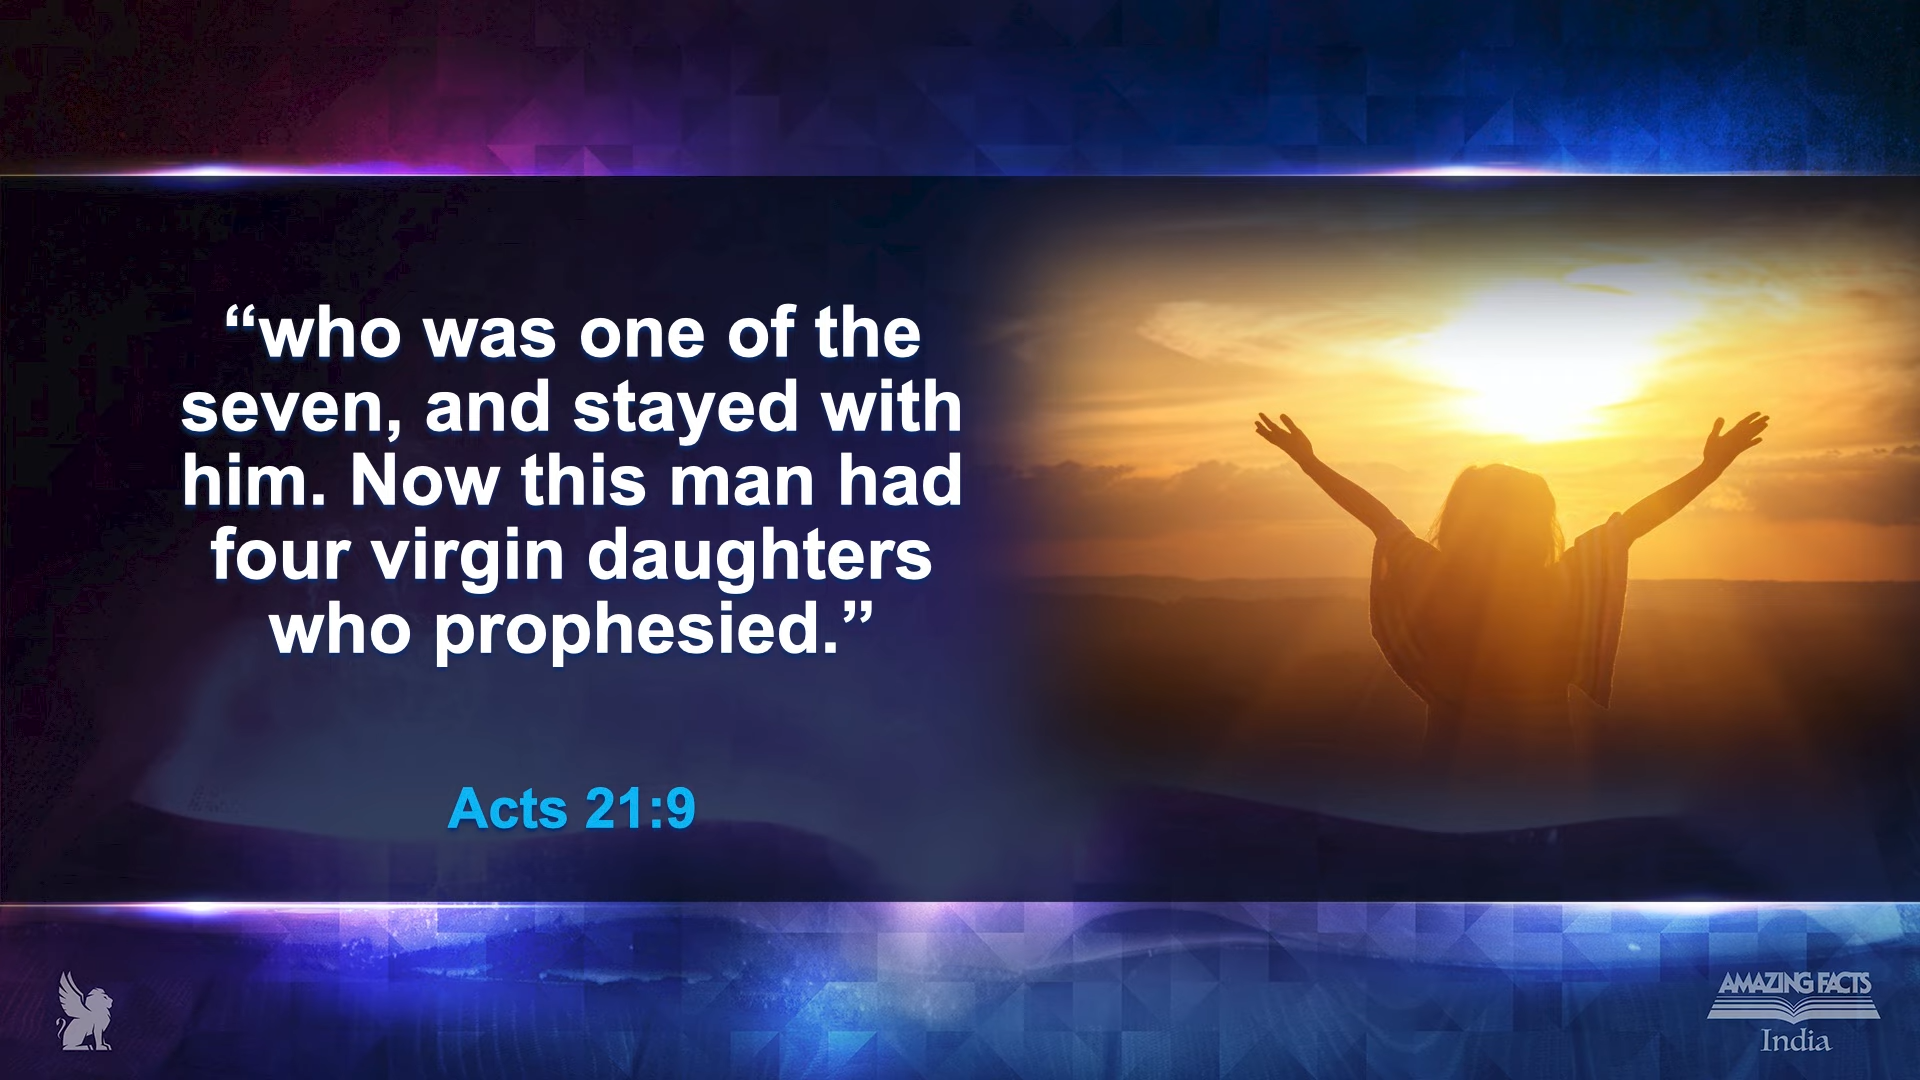 “who was one of the
seven, and stayed with
him. Now this man had
four virgin daughters
who prophesied.”
Acts 21:9
AMAZING FACTS
India